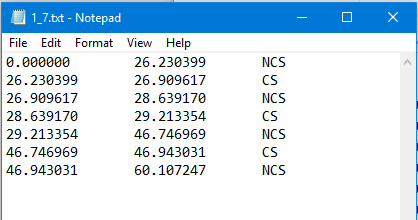 1_7.txt - Notepad
File Edit Format View Help
0.000000 26.230399 NCS
26.230399 26.909617 CS
26.909617 28.639170 NCS
28.639170 29.213354 CS
29.213354 46.746969 NCS
46.746969 46.943031 CS
46.943031 60.107247 NCS